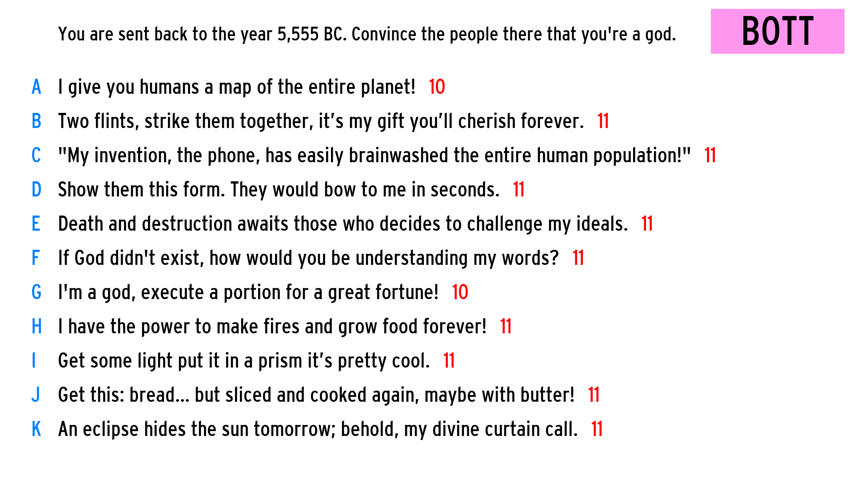 You are sent back to the year 5,555 BC. Convince the people there that you're a god.
BOTT
A I give you humans a map of the entire planet! 10
B Two flints, strike them together, it’s my gift you’ll cherish forever. 11
C "My invention, the phone, has easily brainwashed the entire human population!" 11
D Show them this form. They would bow to me in seconds. 11
E Death and destruction awaits those who decides to challenge my ideals. 11
F If God didn't exist, how would you be understanding my words? 11
G I'm a god, execute a portion for a great fortune! 10
H I have the power to make fires and grow food forever! 11
I Get some light put it in a prism it’s pretty cool. 11
J Get this: bread... but sliced and cooked again, maybe with butter! 11
K An eclipse hides the sun tomorrow; behold, my divine curtain call. 11